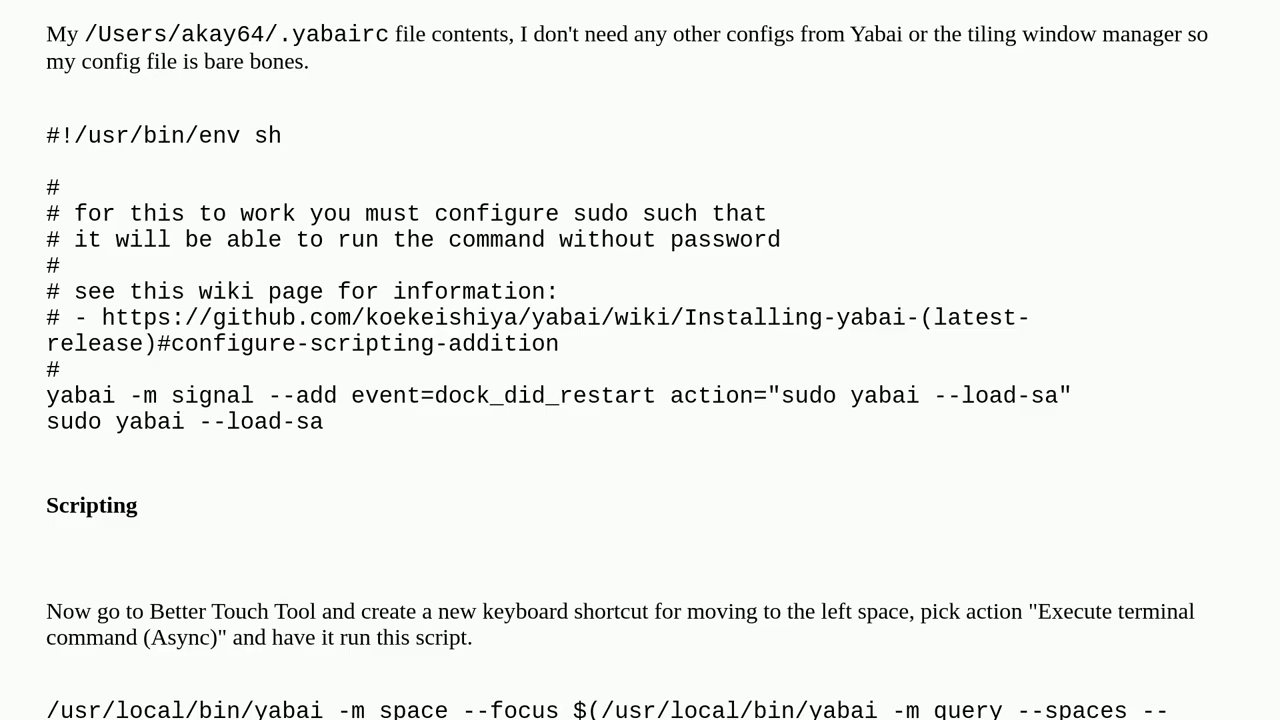 My /Users/akay64/.yabairc file contents, I don't need any other configs from Yabai or the tiling window manager so
my config file is bare bones.
#!/usr/bin/env sh
#
# for this to work you must configure sudo such that
# it will be able to run the command without password
#
# see this wiki page for information:
# - https://github.com/koekeishiya/yabai/wiki/Installing-yabai-(latest-
release)#configure-scripting-addition
#
yabai -m signal --add event=dock_did_restart action="sudo yabai --load-sa"
sudo yabai --load-sa
Scripting
Now go to Better Touch Tool and create a new keyboard shortcut for moving to the left space, pick action "Execute terminal
command (Async)" and have it run this script.
/usr/local/bin/yabai -m space --focus $(/usr/local/bin/yabai -m query --spaces --